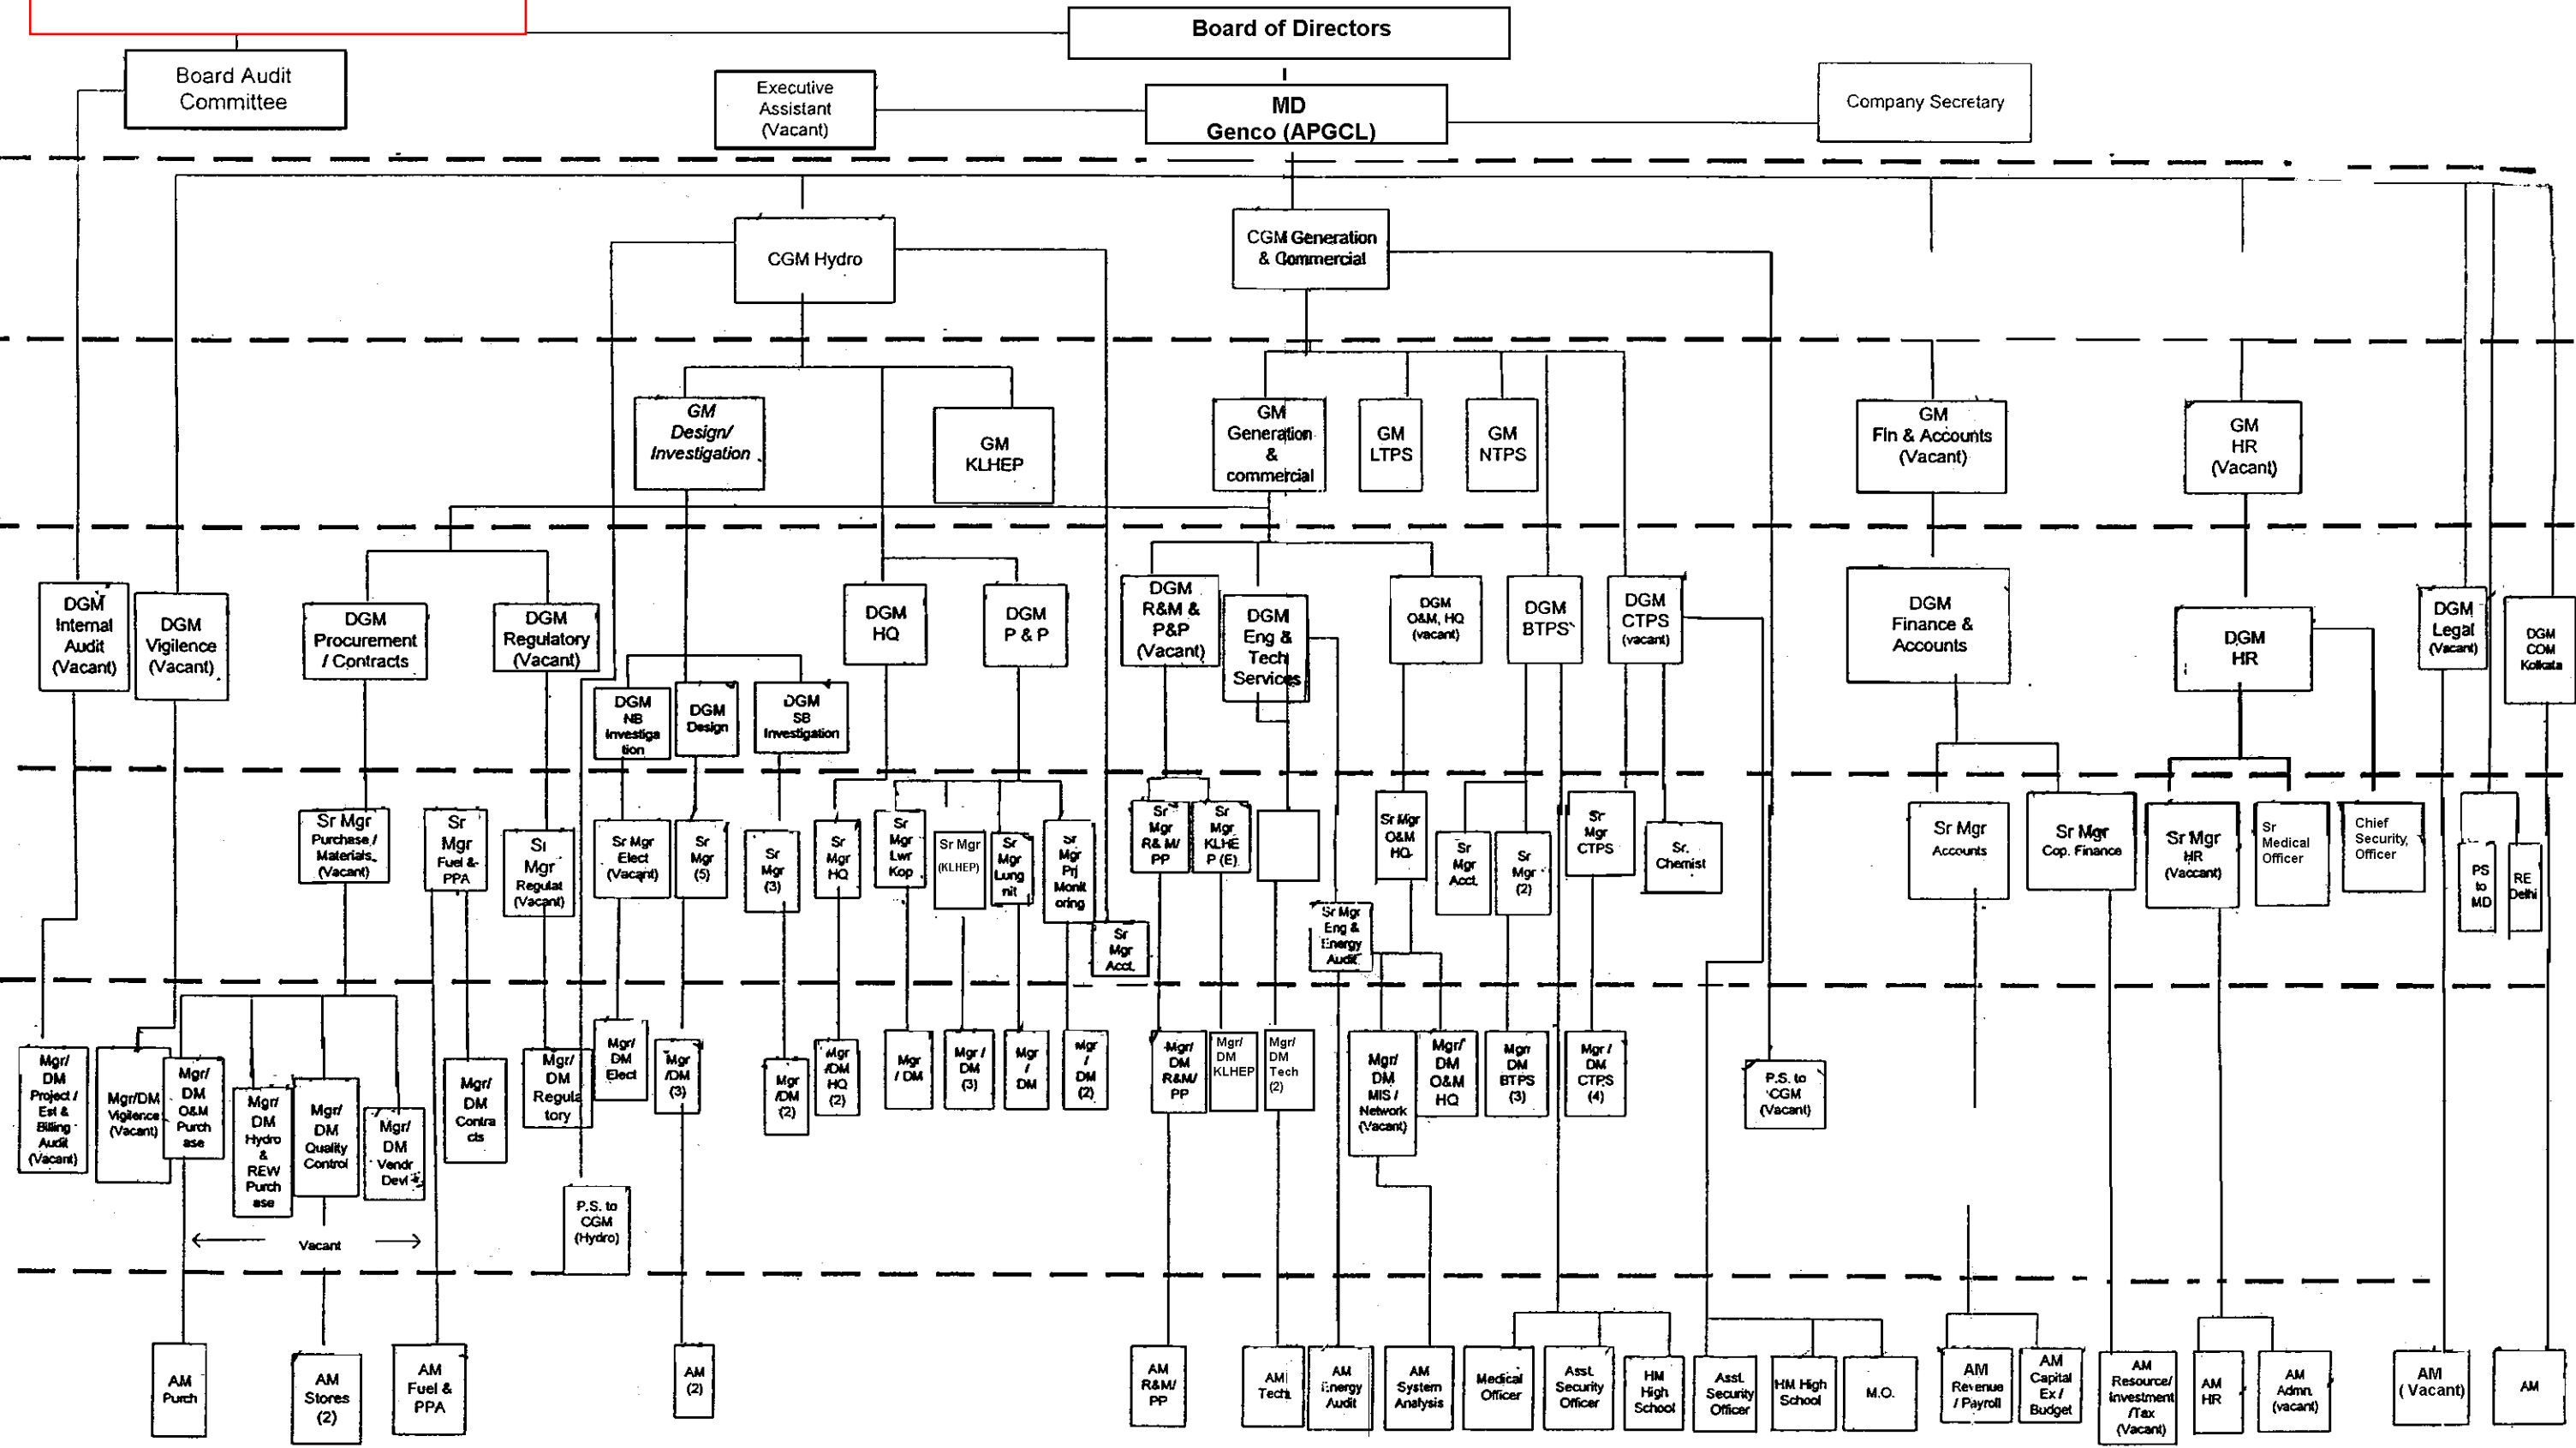 Board of Directors
Board Audit
Committee
Executive
Assistant
(Vacant)
MD
Genco (APGCL)
Company Secretary
CGM Hydro
CGM Generation
& Commercial
GM
Design/
Investigation
GM
KLHEP
GM
Generation
&
commercial
GM
LTPS
GM
NTPS
GM
Fin & Accounts
(Vacant)
GM
HR
(Vacant)
DGM
Internal
Audit
(Vacant)
DGM
Vigilence
(Vacant)
DGM
Procurement
/ Contracts
DGM
Regulatory
(Vacant)
DGM
NB
Investiga
tion
DGM
Design
DGM
SB
Investigation
DGM
HQ
DGM
P & P
DGM
R&M &
P&P
(Vacant)
DGM
Eng &
Tech
Services
DGM
O&M, HQ
(vacant)
DGM
BTPS
DGM
CTPS
(vacant)
DGM
Finance &
Accounts
DGM
HR
DGM
Legal
(Vacant)
DGM
COM
Kolkata
Sr Mgr
Purchase /
Materials
(Vacant)
Sr
Mgr
Fuel &
PPA
Sr
Mgr
Regulat
(Vacant)
Sr Mgr
Elect
(Vacant)
Sr
Mgr
(5)
Sr
Mgr
(3)
Sr
Mgr
HQ
Sr
Mgr
Lwr
Kop
Sr Mgr
(KLHEP)
Sr
Mgr
Lung
nit
Sr
Mgr
Prj
Monit
oring
Sr
Mgr
Acct.
Sr
Mgr
R& M/
PP
Sr
Mgr
KLHE
P (E)
Sr Mgr
Eng &
Energy
Audit
Sr Mgr
O&M
HQ
Sr
Mgr
Acct.
Sr
Mgr
(2)
Sr
Mgr
CTPS
Sr.
Chemist
Sr Mgr
Accounts
Sr Mgr
Cop. Finance
Sr Mgr
HR
(Vaccant)
Sr
Medical
Officer
Chief
Security,
Officer
PS
to
MD
RE
Delhi
Mgr/
DM
Project /
Est &
Billing
Audit
(Vacant)
Mgr/DM
Vigilence
(Vacant)
Mgr/
DM
O&M
Purch
ase
Mgr/
DM
Hydro
&
REW
Purch
ase
Mgr/
DM
Quality
Control
Mgr/
DM
Vendr
Devl
Mgr/
DM
Contra
cts
Mgr/
DM
Regula
tory
Mgr/
DM
Elect
Mgr
/DM
(3)
Mgr
/DM
(2)
Mgr
/DM
HQ
(2)
Mgr
/ DM
Mgr /
DM
(3)
Mgr
/
DM
Mgr
/
DM
(2)
Mgr/
DM
R&M/
PP
Mgr/
DM
KLHEP
Mgr/
DM
Tech
(2)
Mgr/
DM
MIS /
Network
(Vacant)
Mgr/
DM
O&M
HQ
Mgr/
DM
BTPS
(3)
Mgr /
DM
CTPS
(4)
P.S. to
CGM
(Vacant)
P.S. to
CGM
(Hydro)
Vacant
AM
Purch
AM
Stores
(2)
AM
Fuel &
PPA
AM
(2)
AM
R&M/
PP
AM
Tech
AM
Energy
Audit
AM
System
Analysis
Medical
Officer
Asst.
Security
Officer
HM
High
School
Asst.
Security
Officer
HM High
School
M.O.
AM
Revenue
/ Payroll
AM
Capital
Ex /
Budget
AM
Resource/
Investment
/Tax
(Vacant)
AM
HR
AM
Admn.
(vacant)
AM
( Vacant)
AM